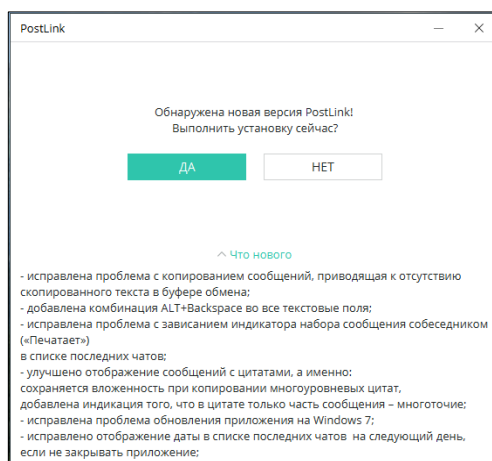 PostLink
Обнаружена новая версия PostLink!
Выполнить установку сейчас?
ДА
НЕТ
Что нового
- исправлена проблема с копированием сообщений, приводящая к отсутствию
скопированного текста в буфере обмена;
- добавлена комбинация ALT+Backspace во все текстовые поля;
- исправлена проблема с зависанием индикатора набора сообщения собеседником
(«Печатает»)
в списке последних чатов;
- улучшено отображение сообщений с цитатами, а именно:
сохраняется вложенность при копировании многоуровневых цитат,
добавлена индикация того, что в цитате только часть сообщения – многоточие;
- исправлена проблема обновления приложения на Windows 7;
- исправлено отображение даты в списке последних чатов  на следующий день,
если не закрывать приложение;